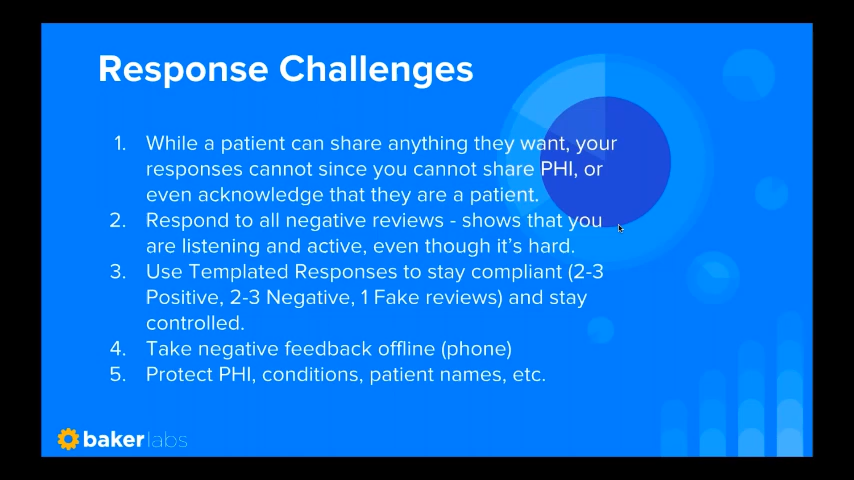 Response Challenges
1. While a patient can share anything they want, your
responses cannot since you cannot share PHI, or
even acknowledge that they are a patient.
2. Respond to all negative reviews - shows that you
are listening and active, even though it’s hard.
3. Use Templated Responses to stay compliant (2-3
Positive, 2-3 Negative, 1 Fake reviews) and stay
controlled.
4. Take negative feedback offline (phone)
5. Protect PHI, conditions, patient names, etc.
bakerlabs